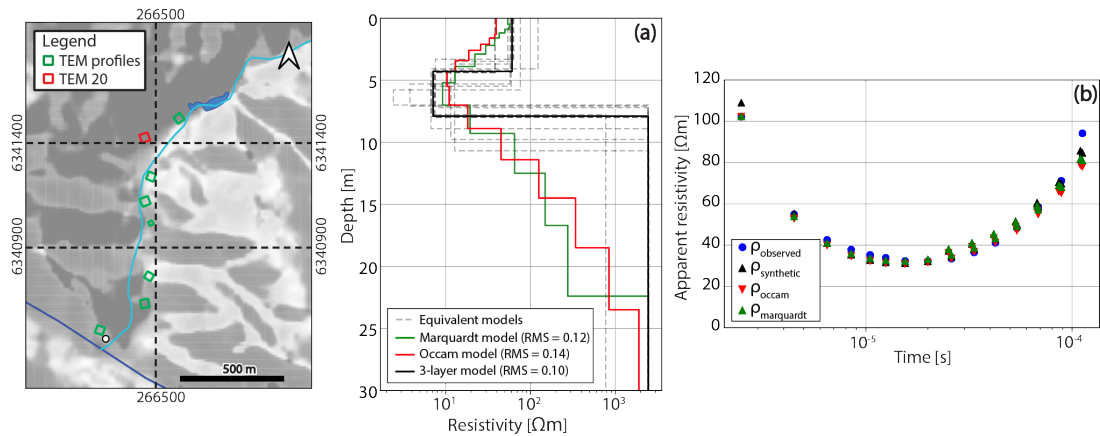 266500
Legend
TEM profiles
TEM 20
6341400
6340900
6341400
6340900
500 m
266500
(a)
0
5
10
15
20
25
30
Depth [m]
Equivalent models
Marquardt model (RMS = 0.12)
Occam model (RMS = 0.14)
3-layer model (RMS = 0.10)
10¹
10²
10³
Resistivity [Ωm]
(b)
120
100
80
60
40
20
0
Apparent resistivity [Ωm]
ρobserved
ρsynthetic
ρoccam
ρmarquardt
10⁻⁵
10⁻⁴
Time [s]